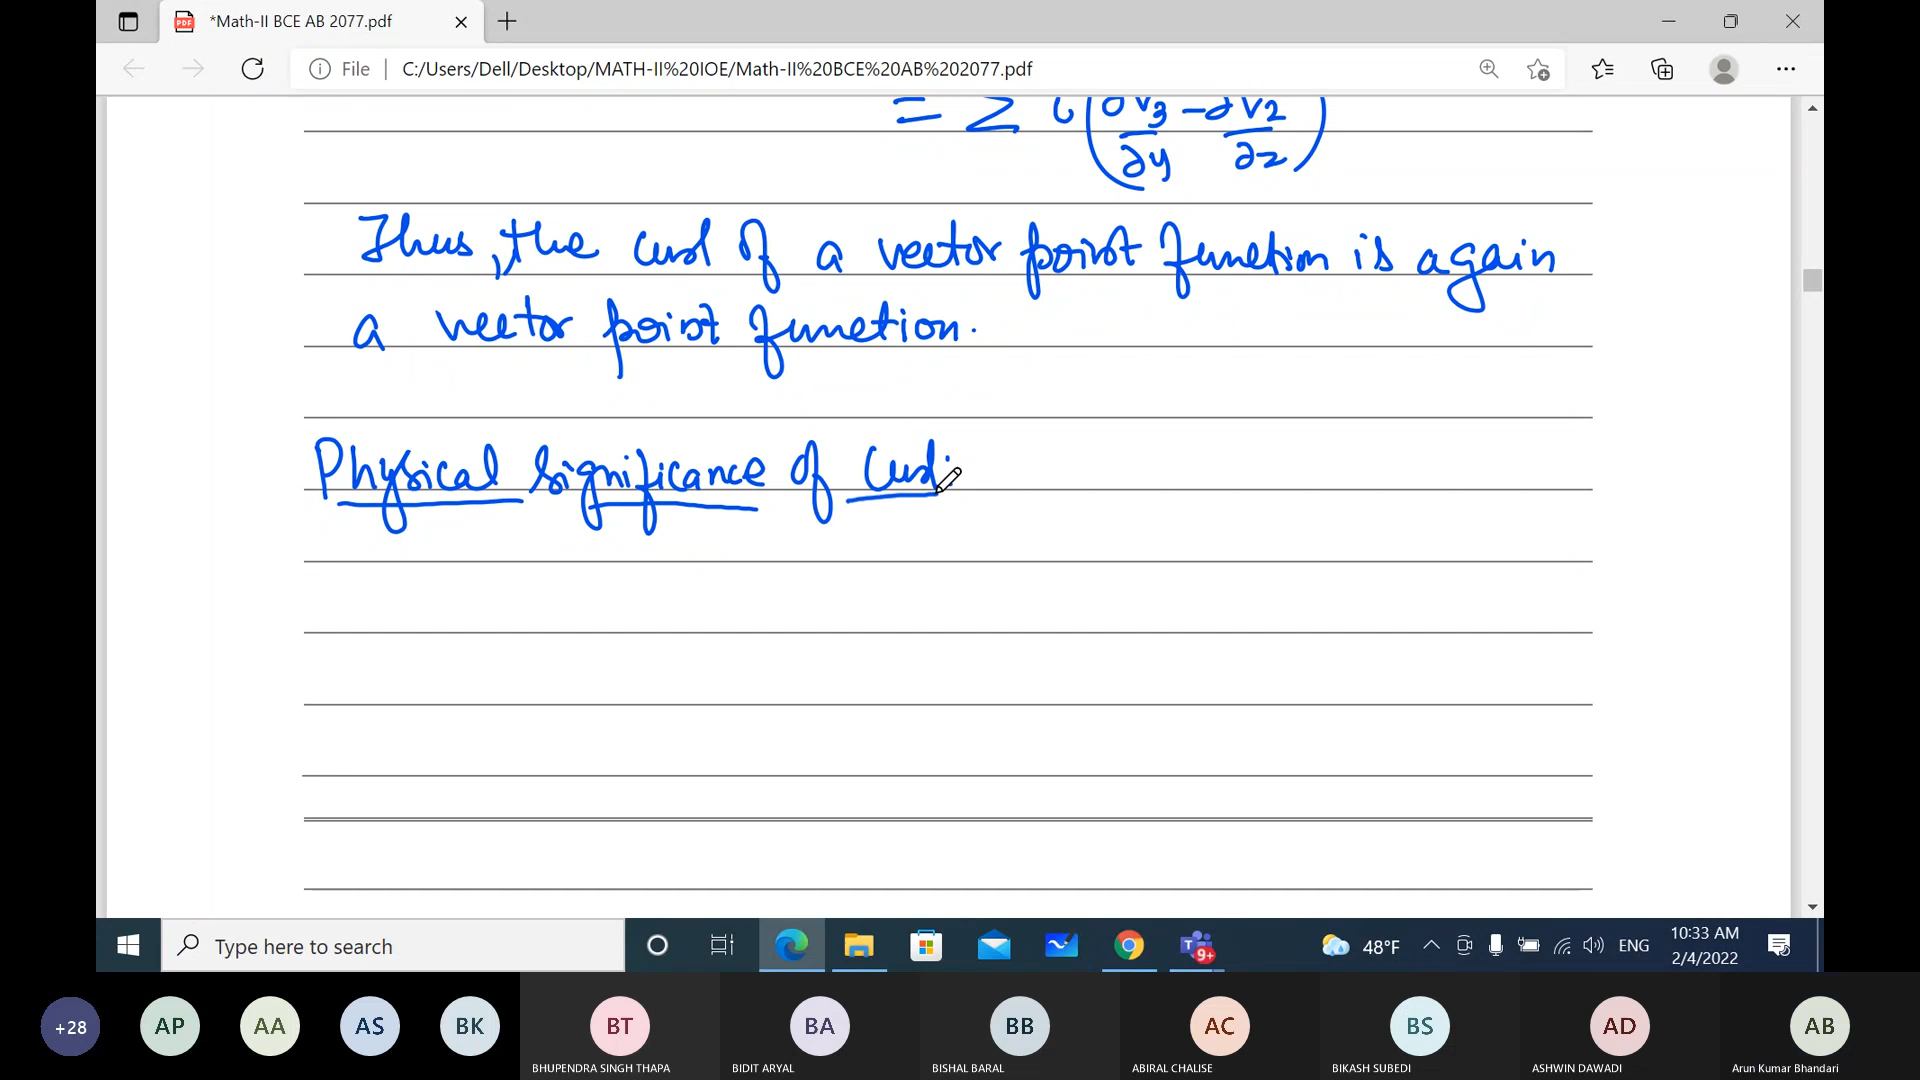 *Math-II BCE AB 2077.pdf
File
C:/Users/Dell/Desktop/MATH-II%20IOE/Math-II%20BCE%20AB%202077.pdf
= Σ i (∂V3/∂y - ∂V2/∂z)
Thus, the curl of a vector point function is again
a vector point function.
Physical significance of Curl:
Type here to search
48°F
ENG
10:33 AM
2/4/2022
9+
+28
AP
AA
AS
BK
BT
BA
BB
AC
BS
AD
AB
BHUPENDRA SINGH THAPA
BIDIT ARYAL
BISHAL BARAL
ABIRAL CHALISE
BIKASH SUBEDI
ASHWIN DAWADI
Arun Kumar Bhandari